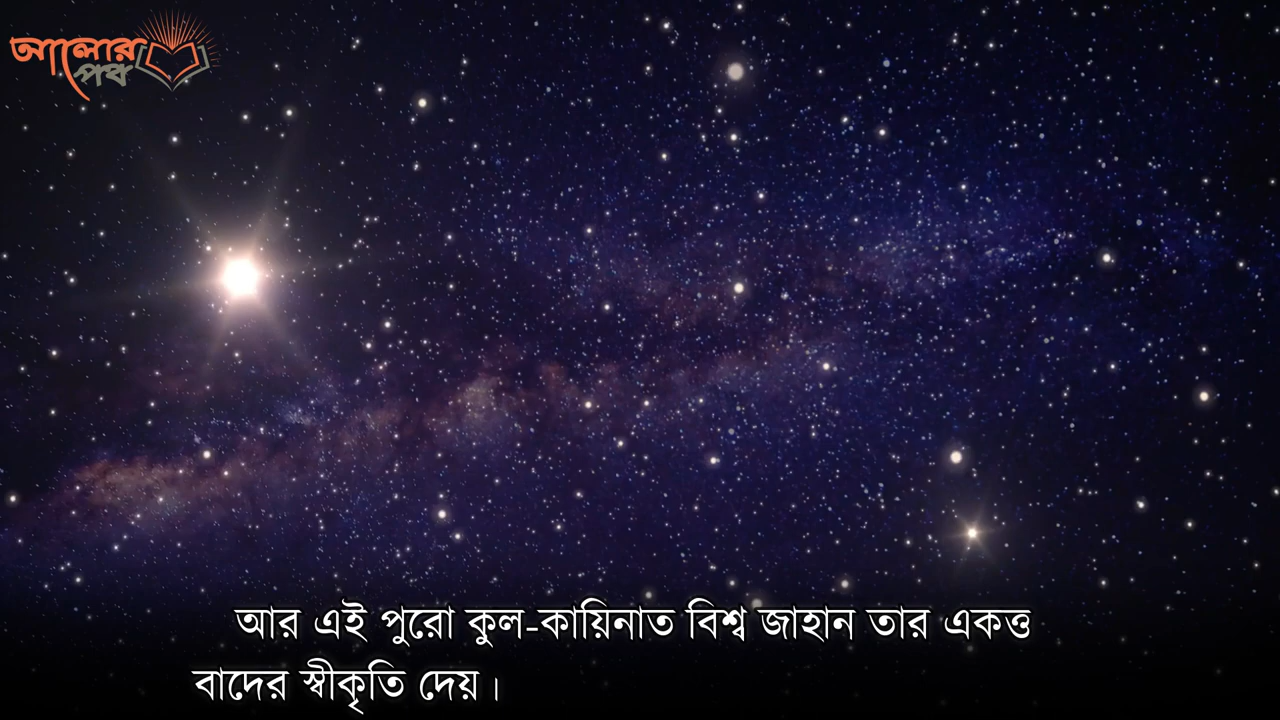 আলোর
পথ
আর এই পুরো কুল-কায়িনাত বিশ্ব জাহান তার একত্ত
বাদের স্বীকৃতি দেয়।